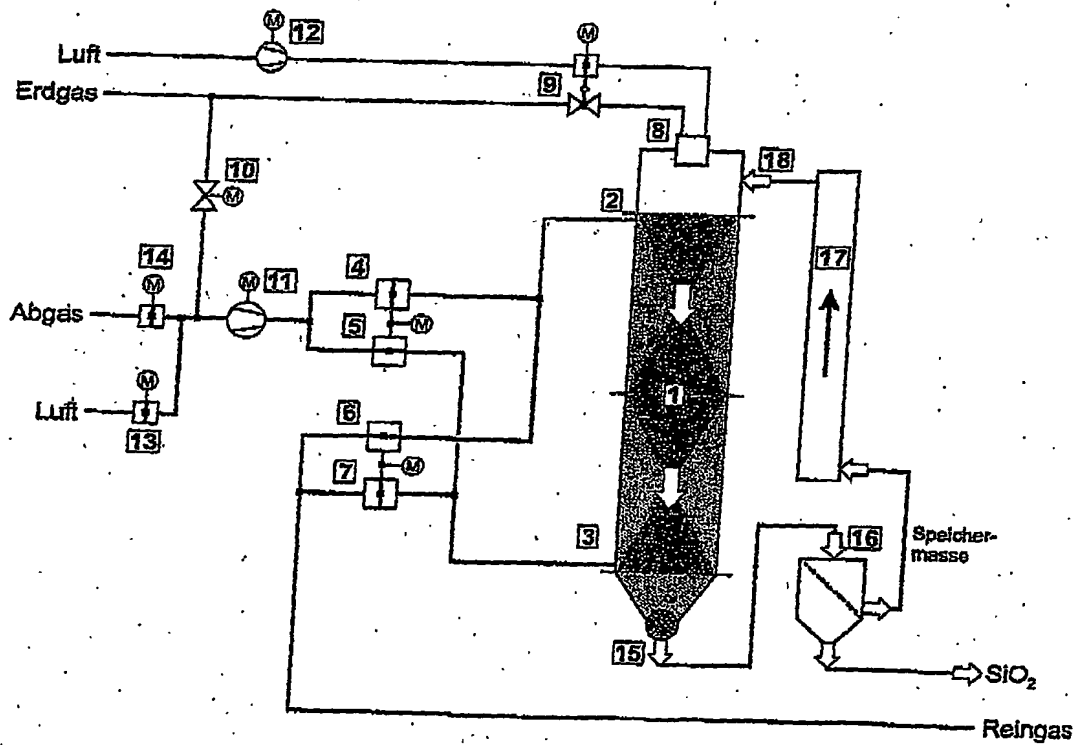 M
12
Luft
M
Erdgas
9
8
18
10
M
2
17
14
M
M
11
4
Abgas
5
M
1
Luft
M
13
6
7
M
3
16
Speicher-
masse
15
SiO₂
Reingas